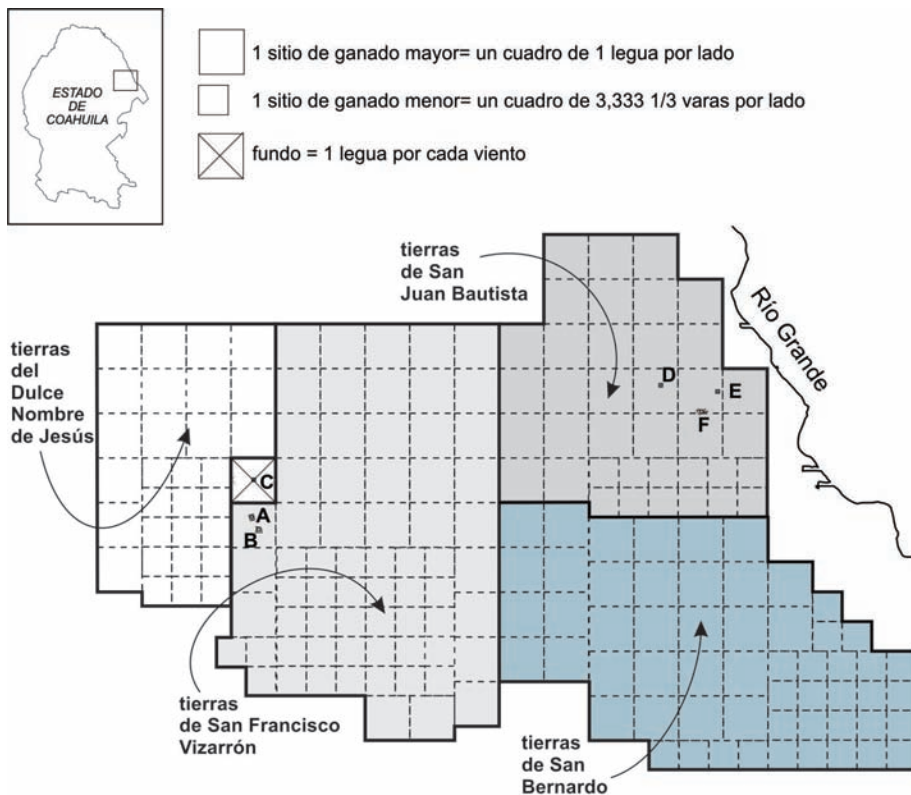 ESTADO
DE
COAHUILA
1 sitio de ganado mayor= un cuadro de 1 legua por lado
1 sitio de ganado menor= un cuadro de 3,333 1/3 varas por lado
fundo = 1 legua por cada viento
tierras
de San
Juan Bautista
Río Grande
tierras
del
Dulce
Nombre
de Jesús
D
E
F
C
A
B
tierras
de San Francisco
Vizarrón
tierras
de San
Bernardo